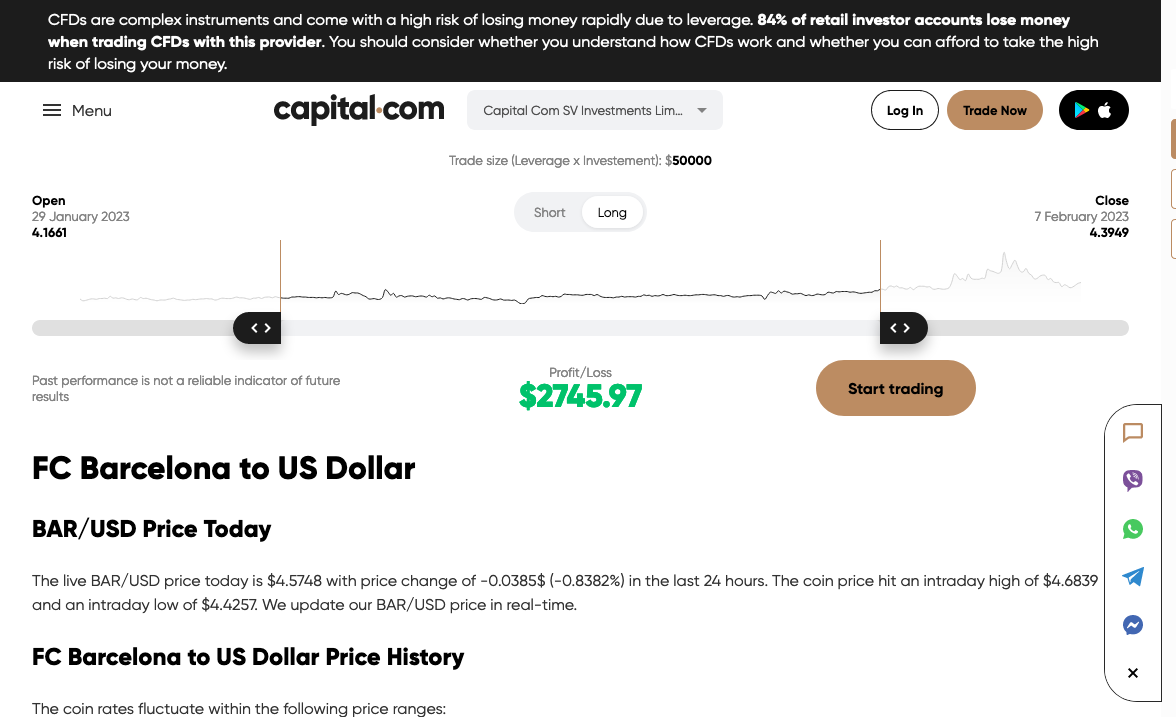 CFDs are complex instruments and come with a high risk of losing money rapidly due to leverage. 84% of retail investor accounts lose money
when trading CFDs with this provider. You should consider whether you understand how CFDs work and whether you can afford to take the high
risk of losing your money.
Menu
capital.com
Capital Com SV Investments Lim...
Log In
Trade Now
Trade size (Leverage x Investement): $50000
Open
29 January 2023
4.1661
Short
Long
Close
7 February 2023
4.3949
Past performance is not a reliable indicator of future
results
Profit/Loss
$2745.97
Start trading
FC Barcelona to US Dollar
BAR/USD Price Today
The live BAR/USD price today is $4.5748 with price change of -0.0385$ (-0.8382%) in the last 24 hours. The coin price hit an intraday high of $4.6839
and an intraday low of $4.4257. We update our BAR/USD price in real-time.
FC Barcelona to US Dollar Price History
The coin rates fluctuate within the following price ranges: